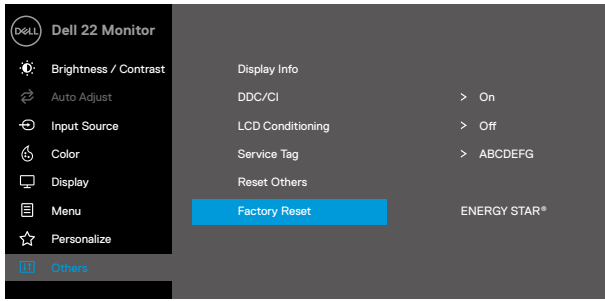 DELL Dell 22 Monitor
Brightness / Contrast Display Info
Auto Adjust DDC/CI > On
Input Source LCD Conditioning > Off
Color Service Tag > ABCDEFG
Display Reset Others
Menu Factory Reset ENERGY STAR®
Personalize
Others